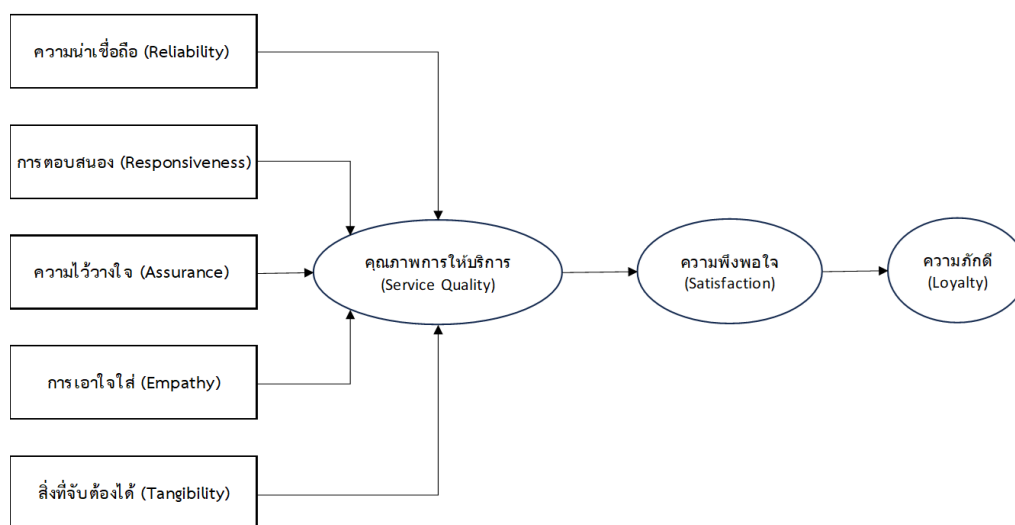 ความน่าเชื่อถือ (Reliability)
การตอบสนอง (Responsiveness)
ความไว้วางใจ (Assurance)
การเอาใจใส่ (Empathy)
สิ่งที่จับต้องได้ (Tangibility)
คุณภาพการให้บริการ
(Service Quality)
ความพึงพอใจ
(Satisfaction)
ความภักดี
(Loyalty)